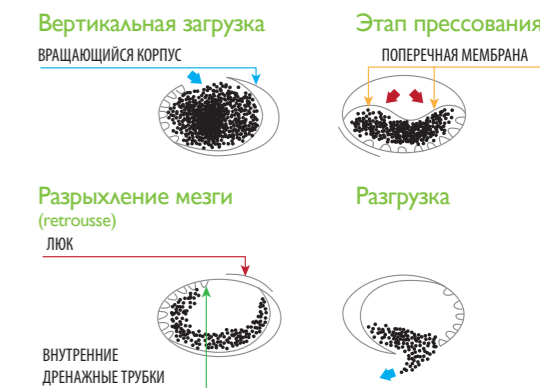 Вертикальная загрузка
ВРАЩАЮЩИЙСЯ КОРПУС
Этап прессования
ПОПЕРЕЧНАЯ МЕМБРАНА
Разрыхление мезги
(retrousse)
ЛЮК
ВНУТРЕННИЕ
ДРЕНАЖНЫЕ ТРУБКИ
Разгрузка